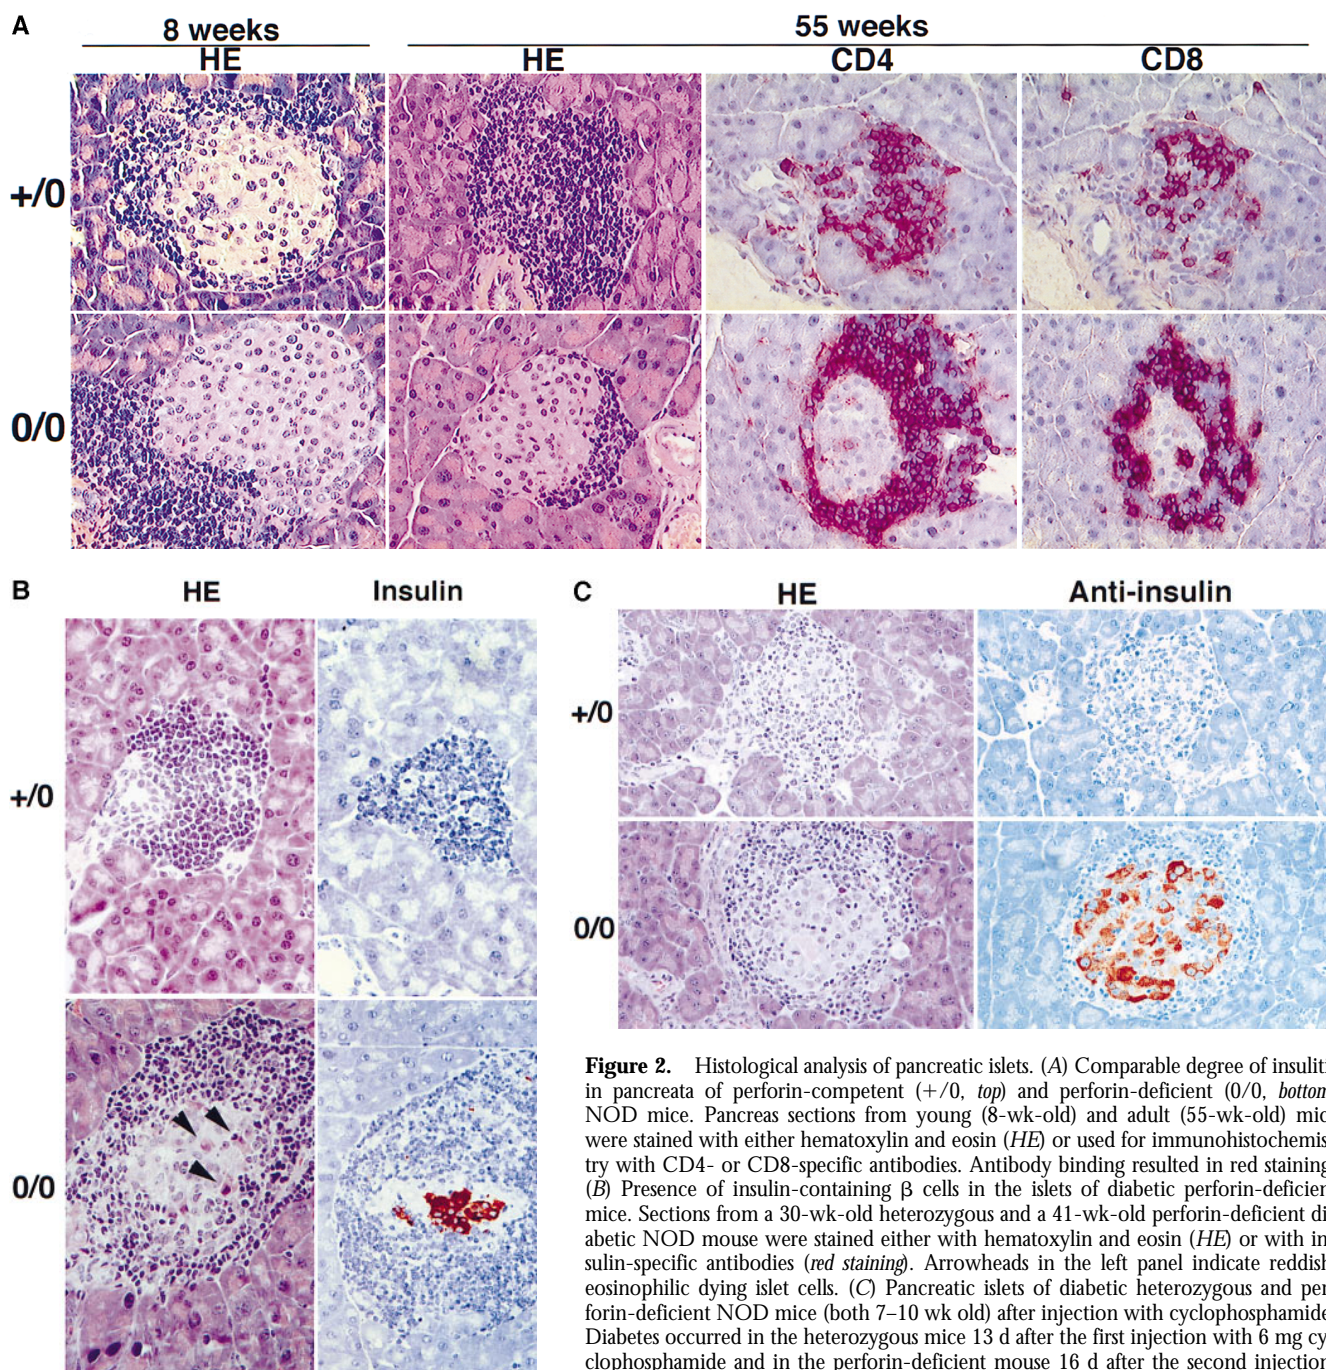 A
8 weeks
55 weeks
HE
HE
CD4
CD8
+/0
0/0
B
HE
Insulin
+/0
0/0
C
HE
Anti-insulin
+/0
0/0
Figure 2. Histological analysis of pancreatic islets. (A) Comparable degree of insulit
in pancreata of perforin-competent (+/0, top) and perforin-deficient (0/0, bottom
NOD mice. Pancreas sections from young (8-wk-old) and adult (55-wk-old) mic
were stained with either hematoxylin and eosin (HE) or used for immunohistochemis
try with CD4- or CD8-specific antibodies. Antibody binding resulted in red staining
(B) Presence of insulin-containing β cells in the islets of diabetic perforin-deficien
mice. Sections from a 30-wk-old heterozygous and a 41-wk-old perforin-deficient di
abetic NOD mouse were stained either with hematoxylin and eosin (HE) or with in
sulin-specific antibodies (red staining). Arrowheads in the left panel indicate reddish
eosinophilic dying islet cells. (C) Pancreatic islets of diabetic heterozygous and per
forin-deficient NOD mice (both 7–10 wk old) after injection with cyclophosphamide
Diabetes occurred in the heterozygous mice 13 d after the first injection with 6 mg cy
clophosphamide and in the perforin-deficient mouse 16 d after the second injection